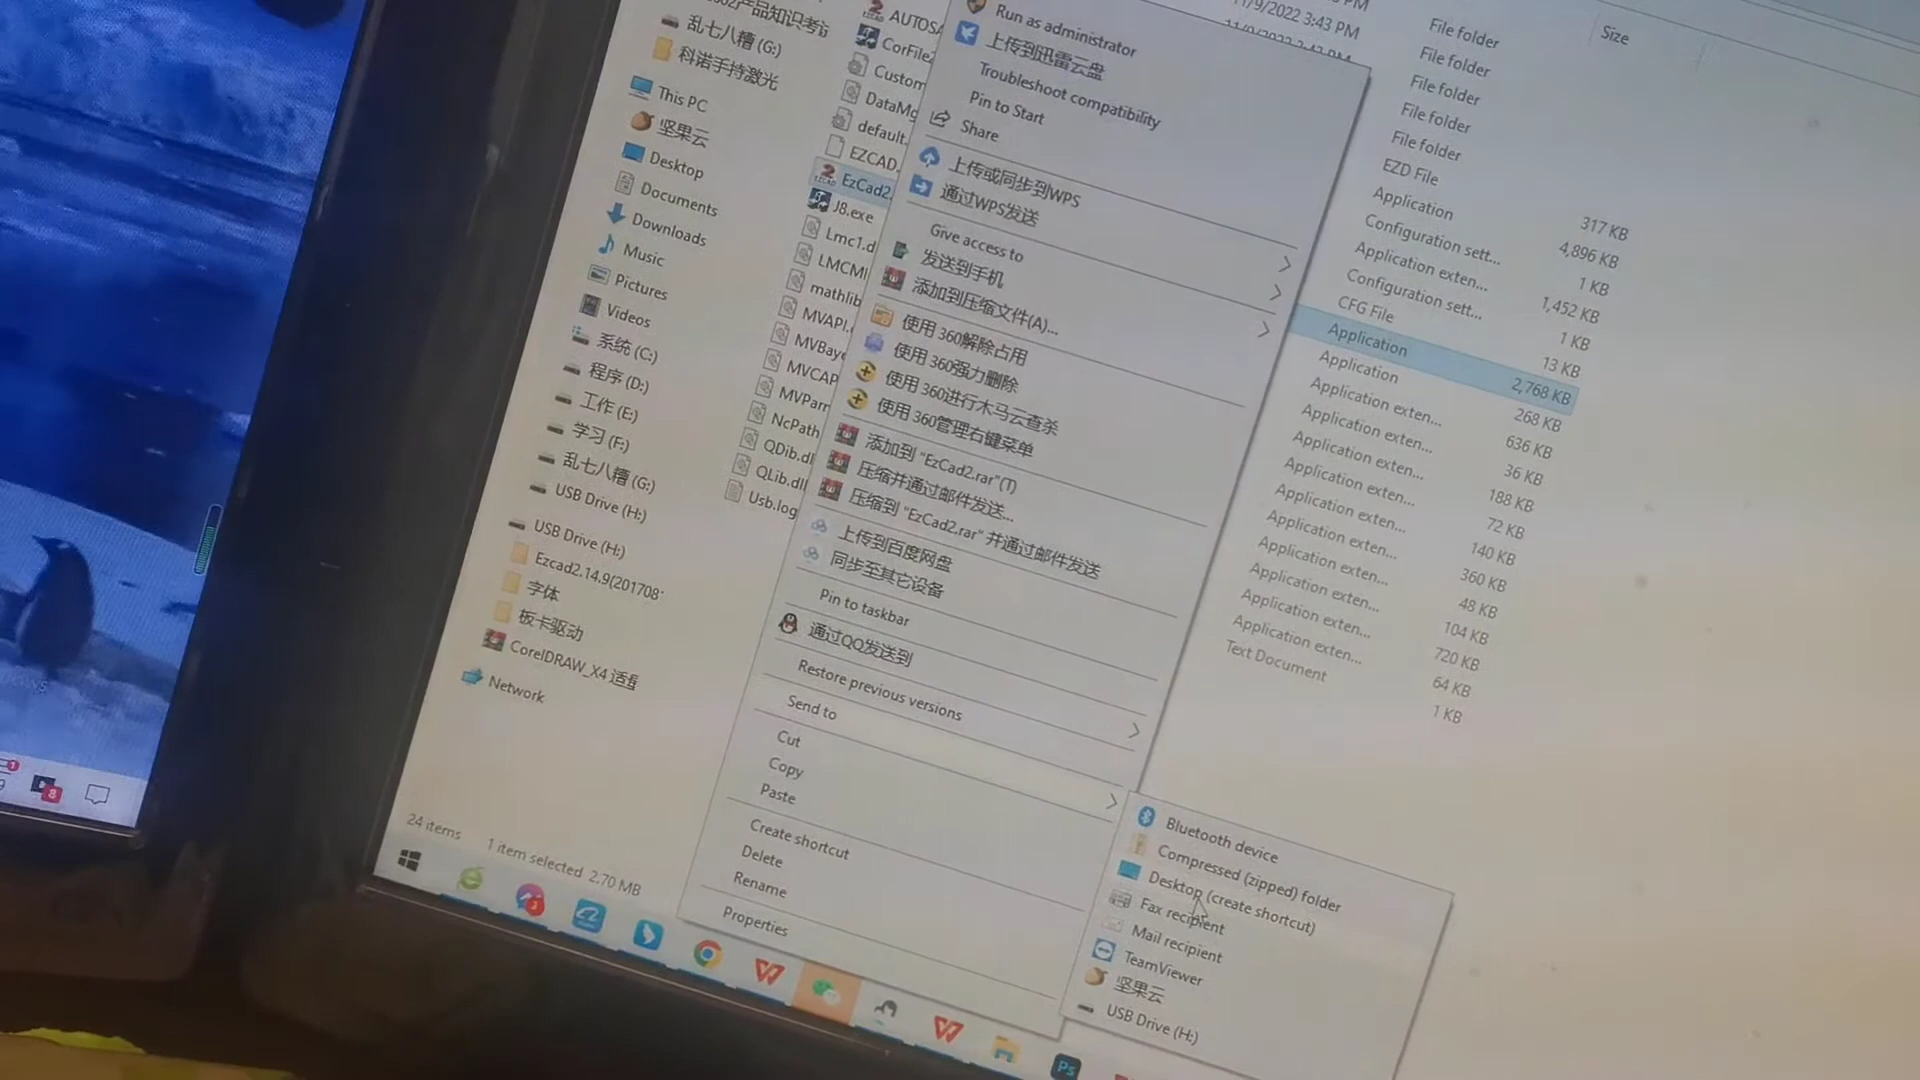 乱七八糟 (G:)
科诺手持激光
This PC
坚果云
Desktop
Documents
Downloads
Music
Pictures
Videos
系统 (C:)
程序 (D:)
工作 (E:)
学习 (F:)
乱七八糟 (G:)
USB Drive (H:)
USB Drive (H:)
Ezcad2.14.9(201708
字体
板卡驱动
CorelDRAW_X4
Network
24 items
1 item selected 2.70 MB
AUTOSA
CorFile
Custom
DataMg
default.
EZCAD.
EzCad2.
J8.exe
Lmc1.d
LMCMI
mathlib
MVAPI.
MVBaye
MVCAP
MVParr
NcPath
QDib.dl
QLib.dll
Usb.log
Run as administrator
上传到迅雷云盘
Troubleshoot compatibility
Pin to Start
Share
上传或同步到WPS
通过WPS发送
Give access to
发送到手机
添加到压缩文件(A)...
使用 360解除占用
使用 360强力删除
使用 360进行木马云查杀
使用 360管理右键菜单
添加到 "EzCad2.rar"(T)
压缩并通过邮件发送...
压缩到 "EzCad2.rar" 并通过邮件发送
上传到百度网盘
同步至其它设备
Pin to taskbar
通过QQ发送到
Restore previous versions
Send to
Cut
Copy
Paste
Create shortcut
Delete
Rename
Properties
Bluetooth device
Compressed (zipped) folder
Desktop (create shortcut)
Fax recipient
Mail recipient
TeamViewer
坚果云
USB Drive (H:)
11/9/2022 3:43 PM
Size
File folder
File folder
File folder
File folder
File folder
EZD File
317 KB
Application
4,896 KB
Configuration sett...
1 KB
Application exten...
1,452 KB
Configuration sett...
1 KB
CFG File
13 KB
Application
2,768 KB
Application
268 KB
Application exten...
636 KB
Application exten...
36 KB
Application exten...
188 KB
Application exten...
72 KB
Application exten...
140 KB
Application exten...
360 KB
Application exten...
48 KB
Application exten...
104 KB
Application exten...
720 KB
Application exten...
64 KB
Text Document
1 KB
Ps